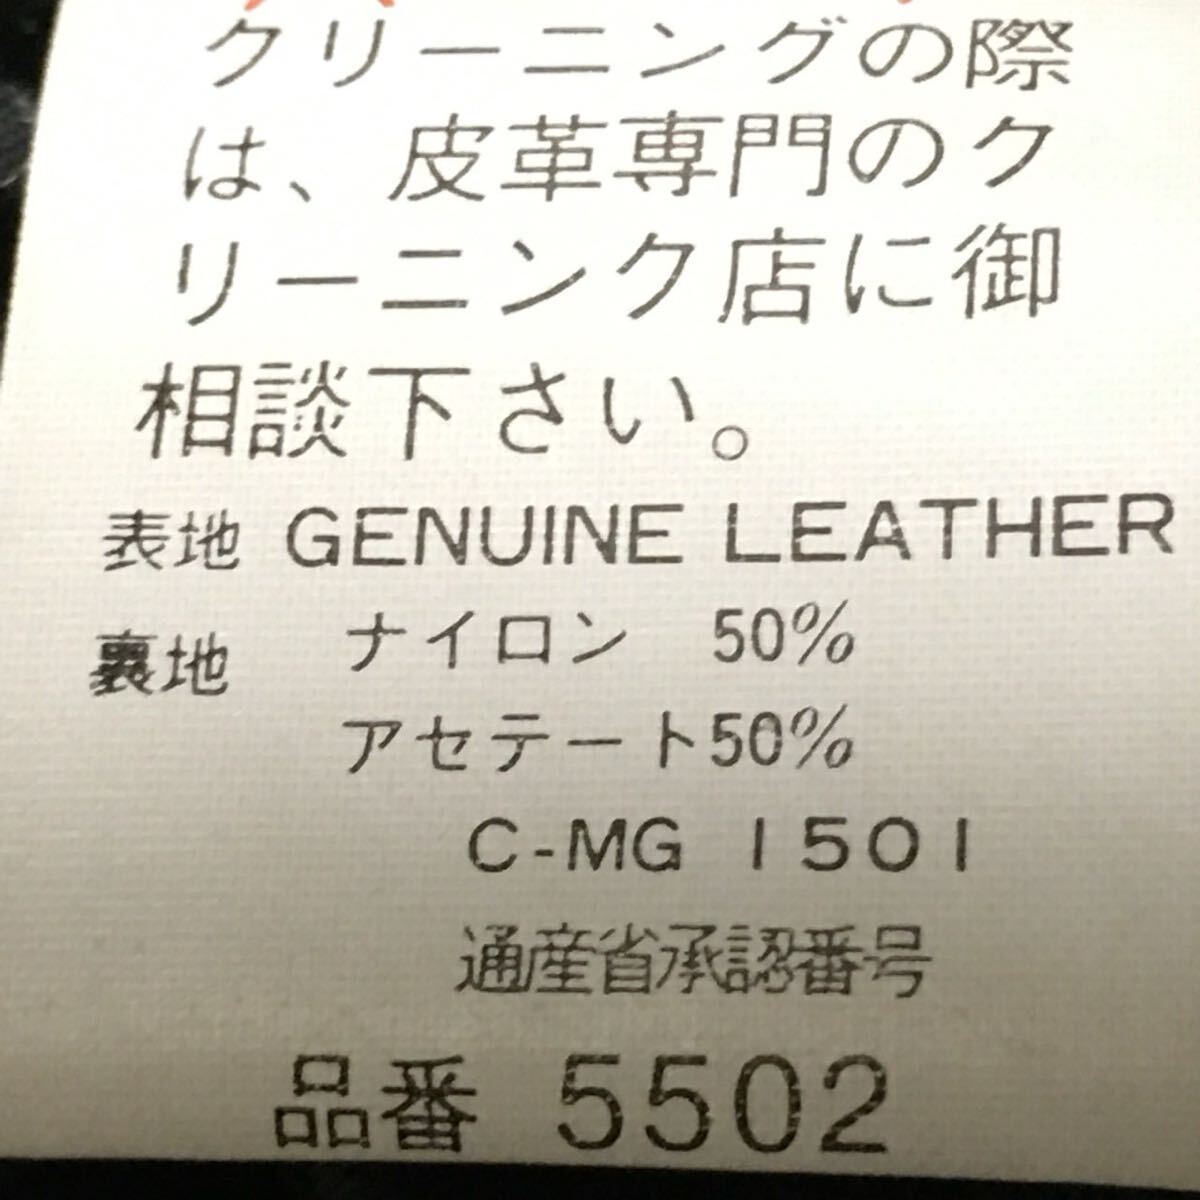 クリーニングの際
は、皮革専門のク
リーニンク店に御
相談下さい。
表地 GENUINE LEATHER
裏地 ナイロン 50%
アセテート50%
C-MG 1501
通産省承認番号
品番 5502